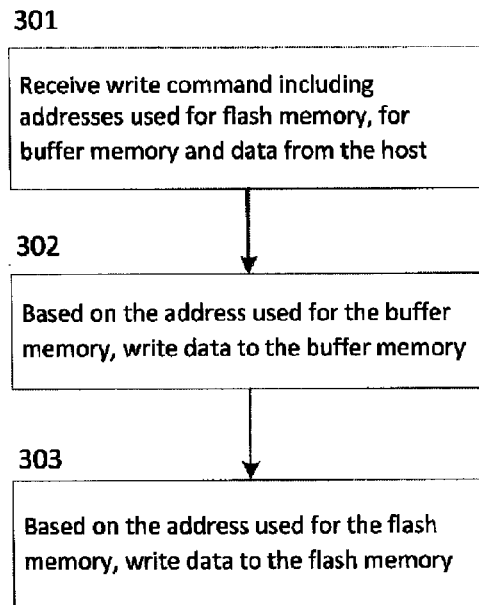 301
Receive write command including
addresses used for flash memory, for
buffer memory and data from the host
302
Based on the address used for the buffer
memory, write data to the buffer memory
303
Based on the address used for the flash
memory, write data to the flash memory